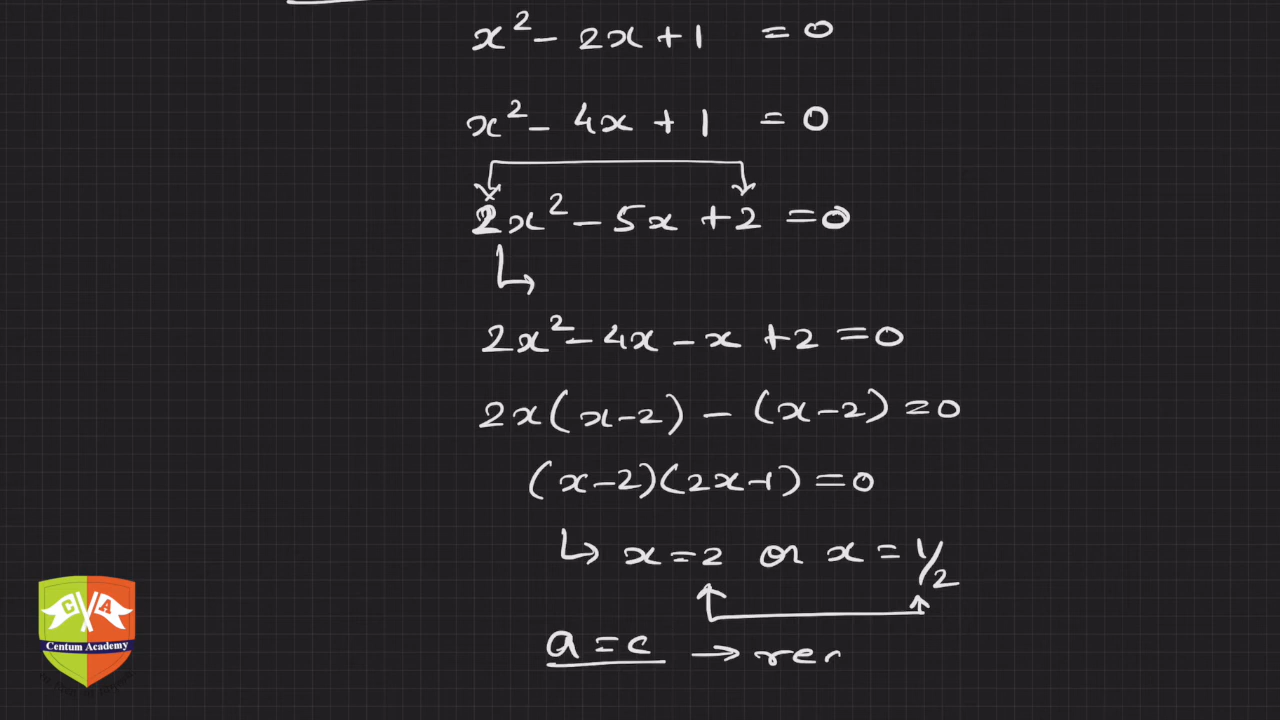 x² - 2x + 1 = 0
x² - 4x + 1 = 0
2x² - 5x + 2 = 0
2x² - 4x - x + 2 = 0
2x(x-2) - (x-2) = 0
(x-2)(2x-1) = 0
↳ x = 2 or x = 1/2
a = c → rer
CA
Centum Academy